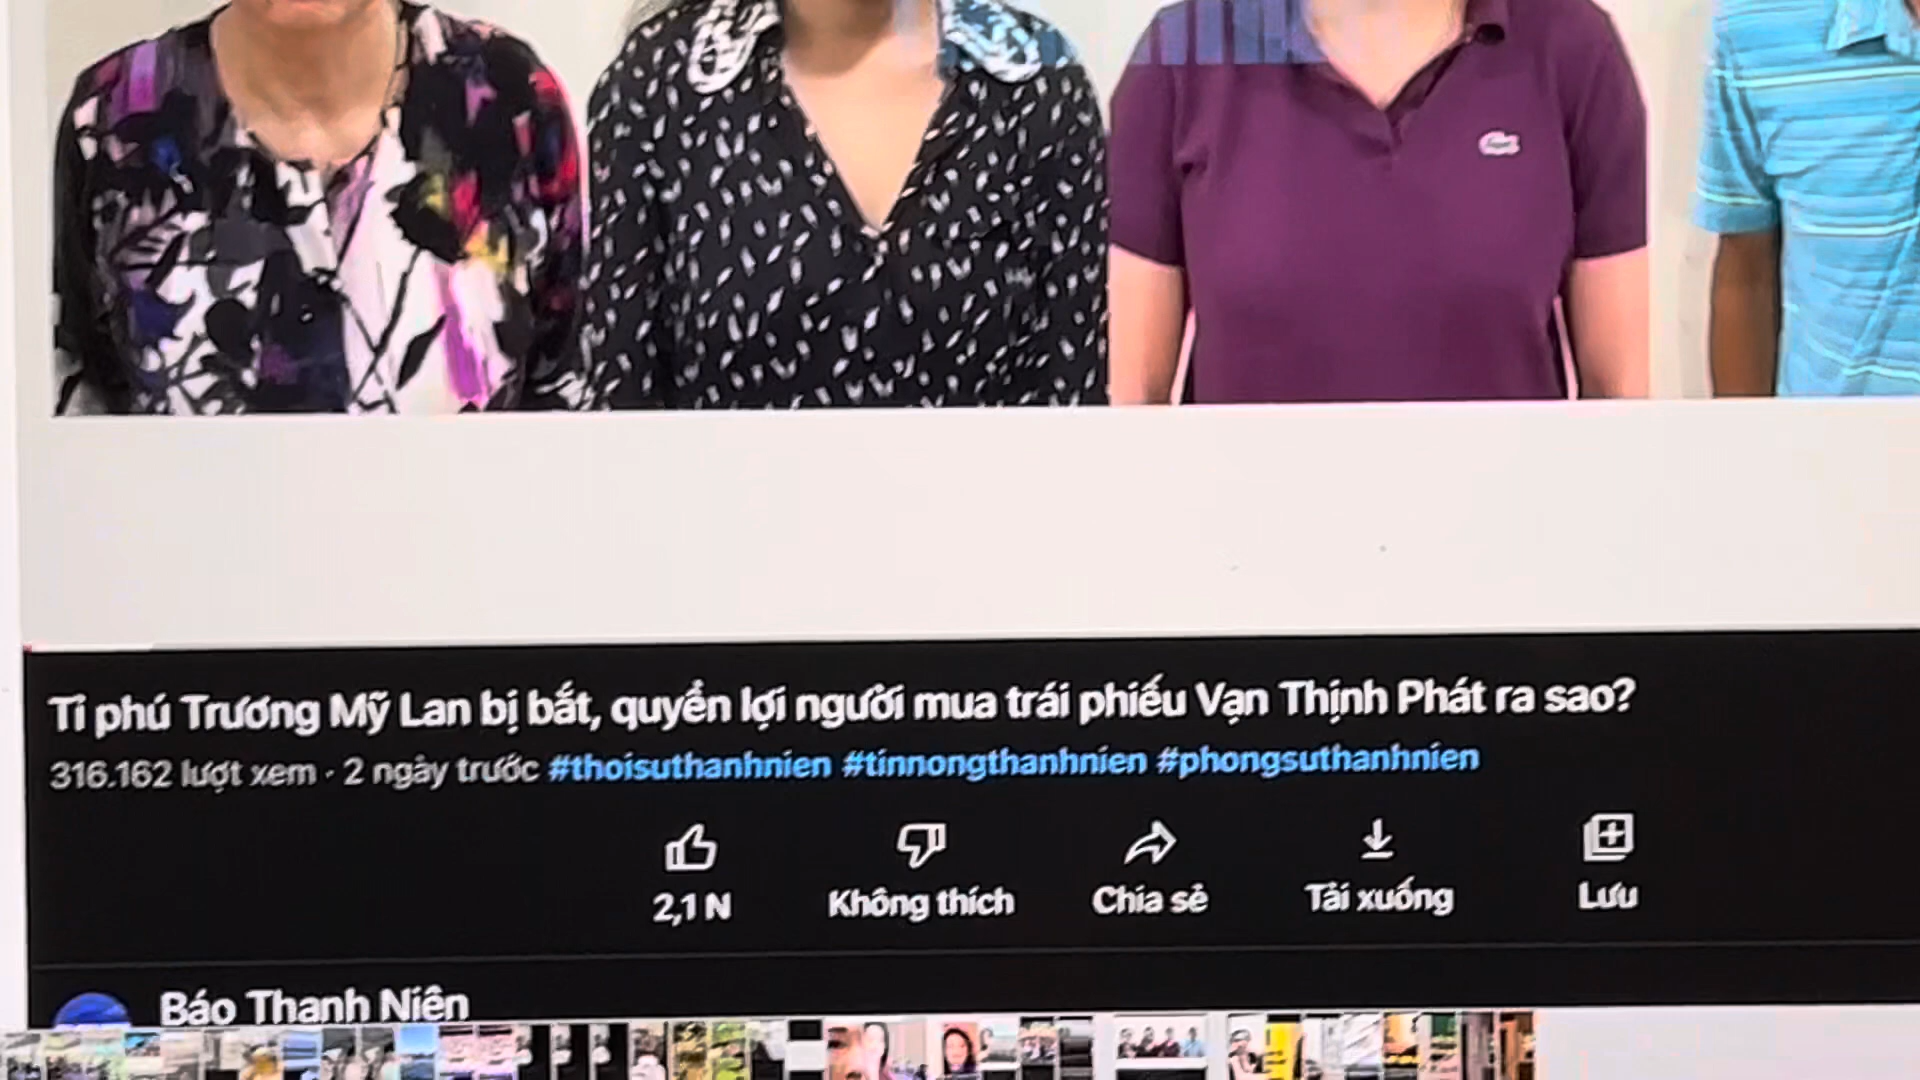 Tỉ phú Trương Mỹ Lan bị bắt, quyền lợi người mua trái phiếu Vạn Thịnh Phát ra sao?
316.162 lượt xem · 2 ngày trước #thoisuthanhnien #tinnongthanhnien #phongsuthanhnien
2,1 N Không thích Chia sẻ Tải xuống Lưu
Báo Thanh Niên